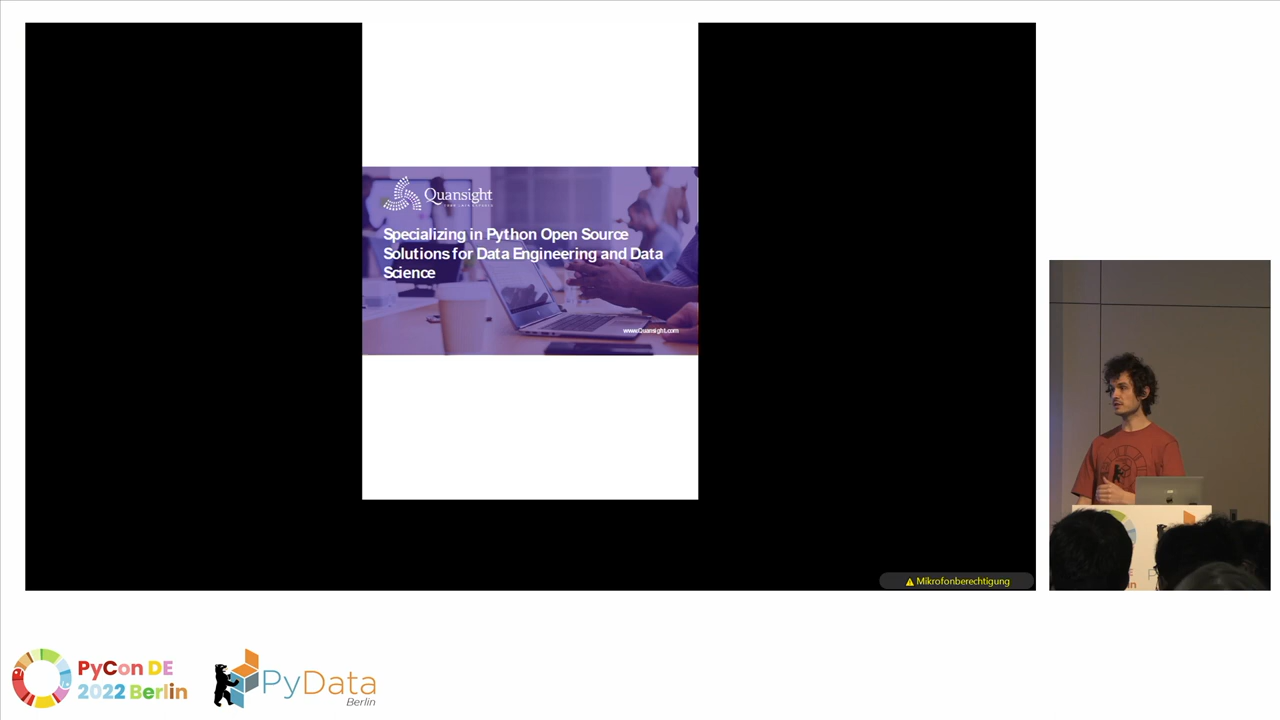 Quansight
Specializing in Python Open Source
Solutions for Data Engineering and Data
Science
www.Quansight.com
Mikrofonberechtigung
PyCon DE
2022 Berlin
PyData
Berlin